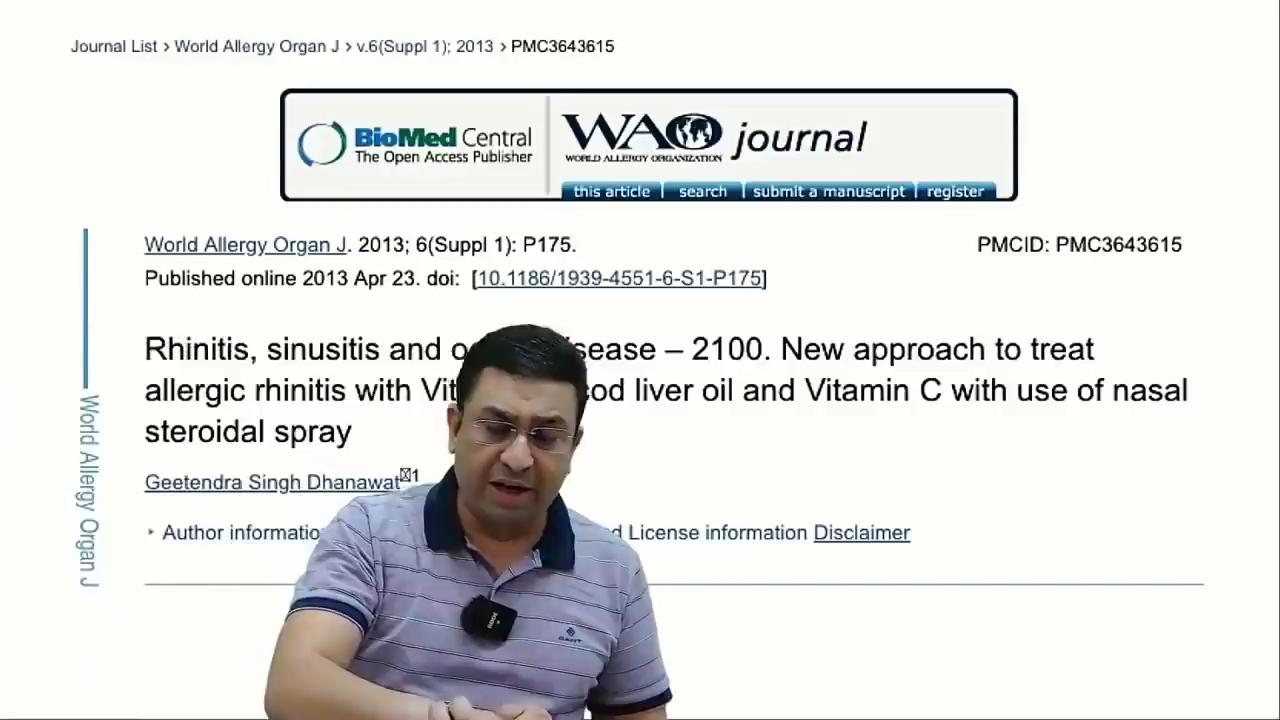 Journal List › World Allergy Organ J › v.6(Suppl 1); 2013 › PMC3643615
BioMed Central
The Open Access Publisher
WAO journal
WORLD ALLERGY ORGANIZATION
this article search submit a manuscript register
World Allergy Organ J. 2013; 6(Suppl 1): P175.
PMCID: PMC3643615
Published online 2013 Apr 23. doi: [10.1186/1939-4551-6-S1-P175]
Rhinitis, sinusitis and – 2100. New approach to treat
allergic rhinitis with liver oil and Vitamin C with use of nasal
steroidal spray
Geetendra Singh Dhanawat 1
Author License information Disclaimer
World Allergy Organ J
GANT
RODE